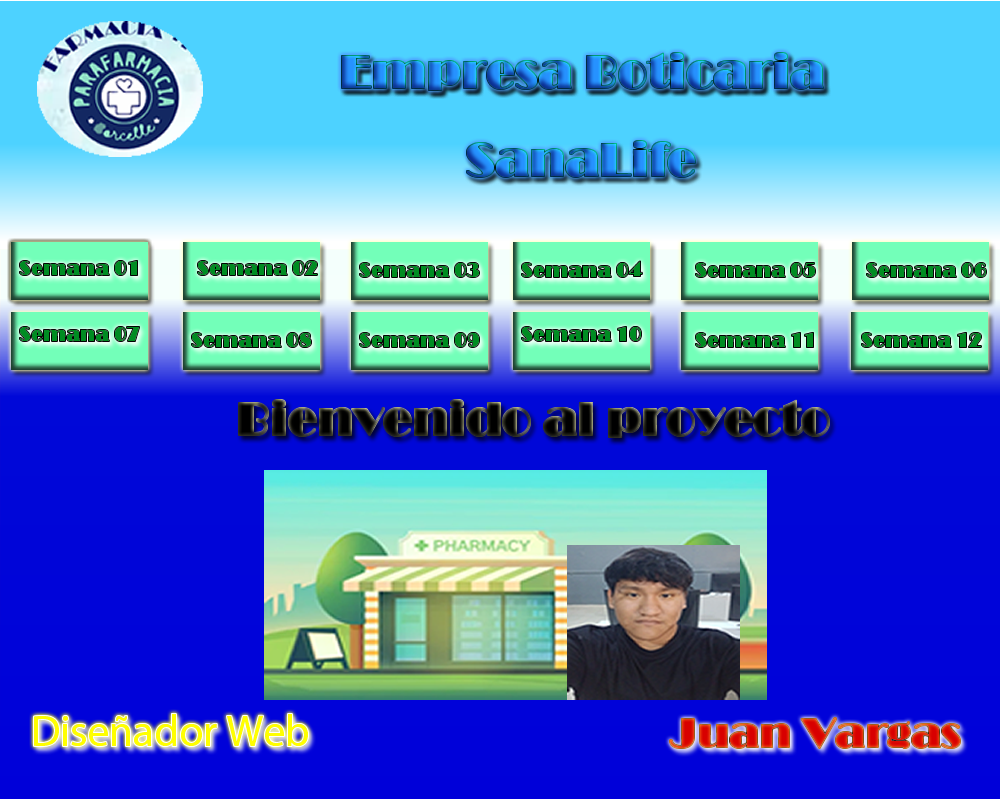 FARMACIA
PARAFARMACIA
Borcelle
Empresa Boticaria
SanaLife
Semana 01 Semana 02 Semana 03 Semana 04 Semana 05 Semana 06
Semana 07 Semana 08 Semana 09 Semana 10 Semana 11 Semana 12
Bienvenido al proyecto
PHARMACY
Diseñador Web Juan Vargas